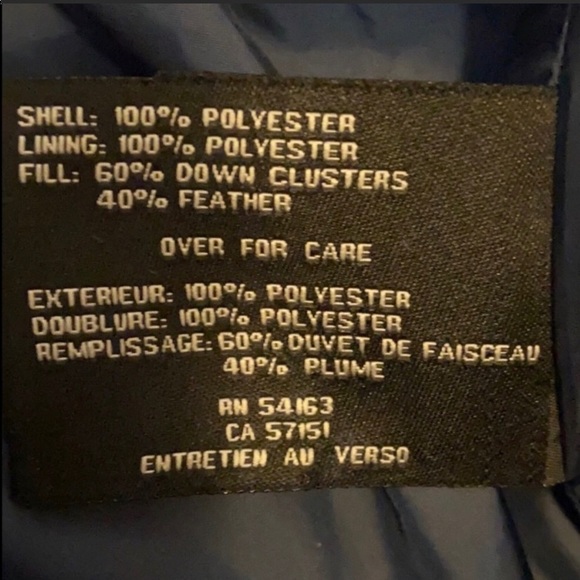 SHELL: 100% POLYESTER
LINING: 100% POLYESTER
FILL: 60% DOWN CLUSTERS
40% FEATHER
OVER FOR CARE
EXTERIEUR: 100% POLYESTER
DOUBLURE: 100% POLYESTER
REMPLISSAGE: 60% DUVET DE FAISCEAU
40% PLUME
RN 54163
CA 57151
ENTRETIEN AU VERSO